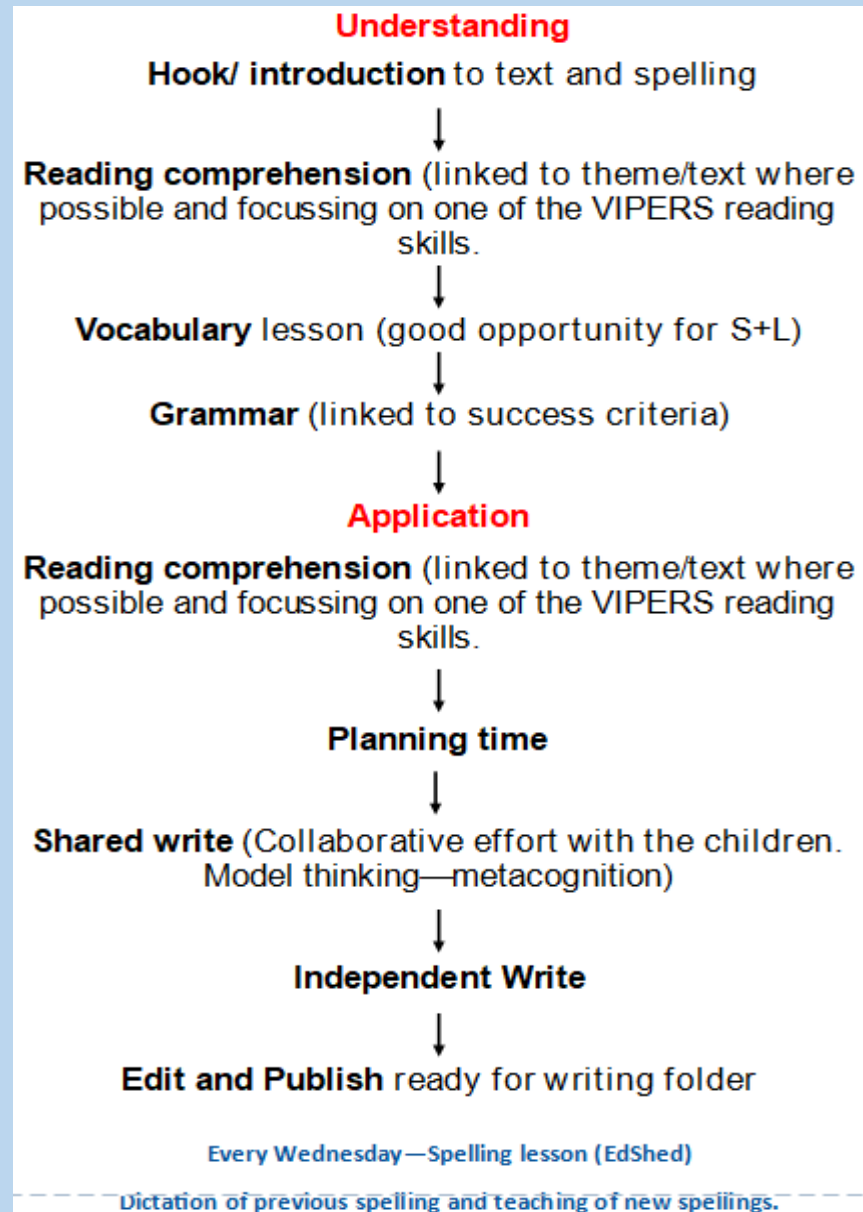 Understanding
Hook/ introduction to text and spelling
Reading comprehension (linked to theme/text where
possible and focussing on one of the VIPERS reading
skills.
Vocabulary lesson (good opportunity for S+L)
Grammar (linked to success criteria)
Application
Reading comprehension (linked to theme/text where
possible and focussing on one of the VIPERS reading
skills.
Planning time
Shared write (Collaborative effort with the children.
Model thinking—metacognition)
Independent Write
Edit and Publish ready for writing folder
Every Wednesday—Spelling lesson (EdShed)
Dictation of previous spelling and teaching of new spellings.